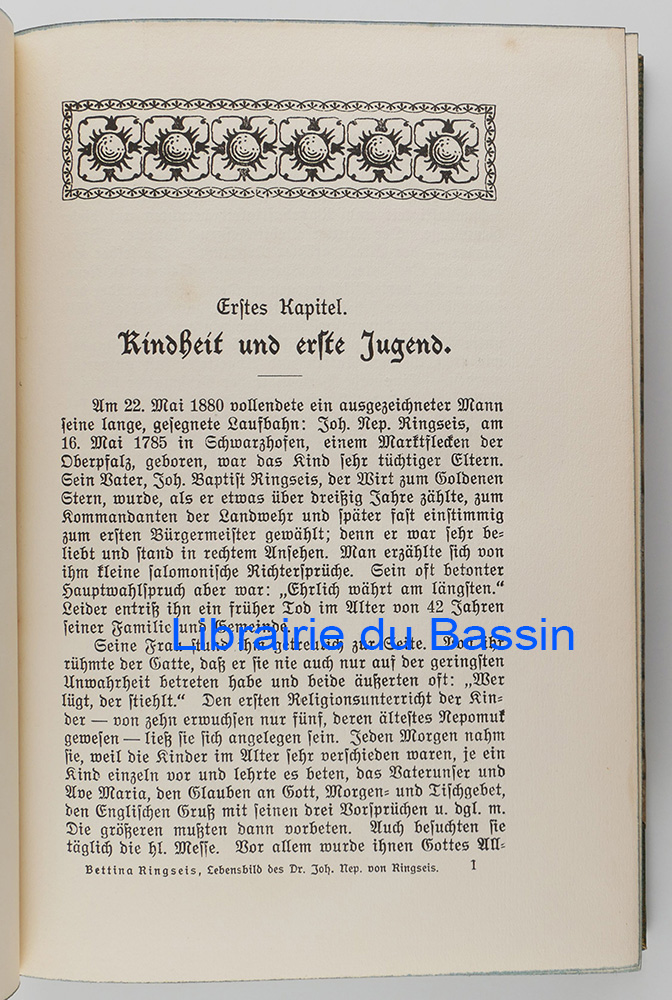 Erstes Kapitel.
Kindheit und erste Jugend.
Am 22. Mai 1880 vollendete ein ausgezeichneter Mann
seine lange, gesegnete Laufbahn: Joh. Nep. Ringseis, am
16. Mai 1785 in Schwarzhofen, einem Marktflecken der
Oberpfalz, geboren, war das Kind sehr tüchtiger Eltern.
Sein Vater, Joh. Baptist Ringseis, der Wirt zum Goldenen
Stern, wurde, als er etwas über dreißig Jahre zählte, zum
Kommandanten der Landwehr und später fast einstimmig
zum ersten Bürgermeister gewählt; denn er war sehr be-
liebt und stand in rechtem Ansehen. Man erzählte sich von
ihm kleine salomonische Richtersprüche. Sein oft betonter
Hauptwahlspruch aber war: „Ehrlich währt am längsten.“
Leider entriß ihn ein früher Tod im Alter von 42 Jahren
seiner Familie und Gemeinde.
Librairie du Bassin
Seine Frau stund ihm getreulich zur Seite. Von ihr
rühmte der Gatte, daß er sie nie auch nur auf der geringsten
Unwahrheit betreten habe und beide äußerten oft: „Wer
lügt, der stiehlt.“ Den ersten Religionsunterricht der Kin-
der — von zehn erwuchsen nur fünf, deren ältestes Nepomuk
gewesen — ließ sie sich angelegen sein. Jeden Morgen nahm
sie, weil die Kinder im Alter sehr verschieden waren, je ein
Kind einzeln vor und lehrte es beten, das Vaterunser und
Ave Maria, den Glauben an Gott, Morgen- und Tischgebet,
den Englischen Gruß mit seinen drei Vorsprüchen u. dgl. m.
Die größeren mußten dann vorbeten. Auch besuchten sie
täglich die hl. Messe. Vor allem wurde ihnen Gottes All-
Bettina Ringseis, Lebensbild des Dr. Joh. Nep. von Ringseis. 1